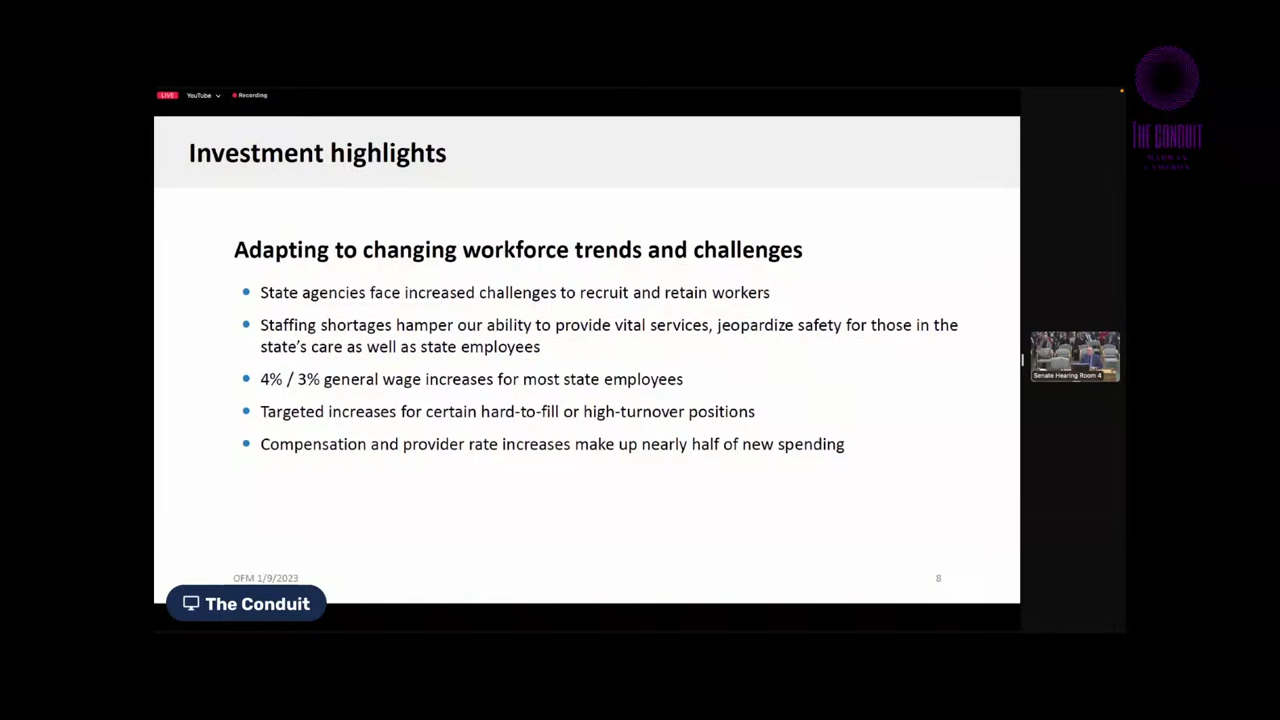 LIVE YouTube Recording
THE CONDUIT
Investment highlights
Adapting to changing workforce trends and challenges
State agencies face increased challenges to recruit and retain workers
Staffing shortages hamper our ability to provide vital services, jeopardize safety for those in the
state's care as well as state employees
4% / 3% general wage increases for most state employees
Senate Hearing Room 4
Targeted increases for certain hard-to-fill or high-turnover positions
Compensation and provider rate increases make up nearly half of new spending
OFM 1/9/2023 8
The Conduit